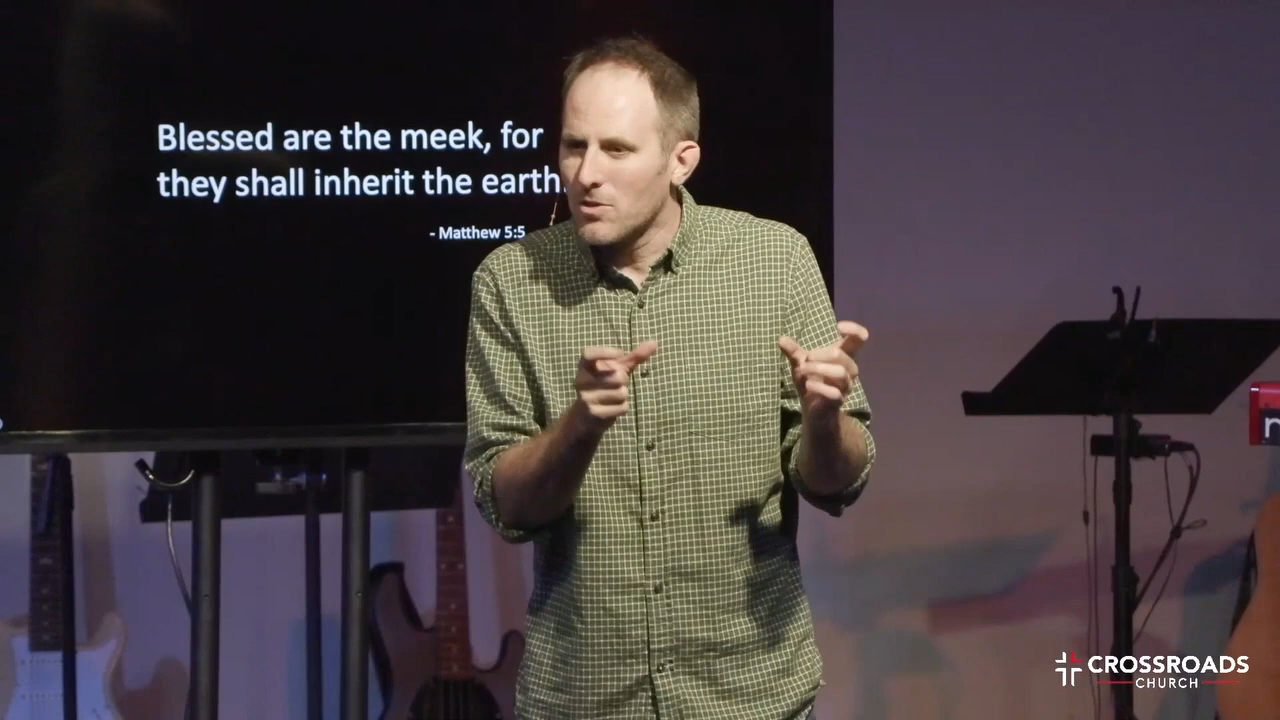 Blessed are the meek, for
they shall inherit the earth.
- Matthew 5:5
CROSSROADS
CHURCH